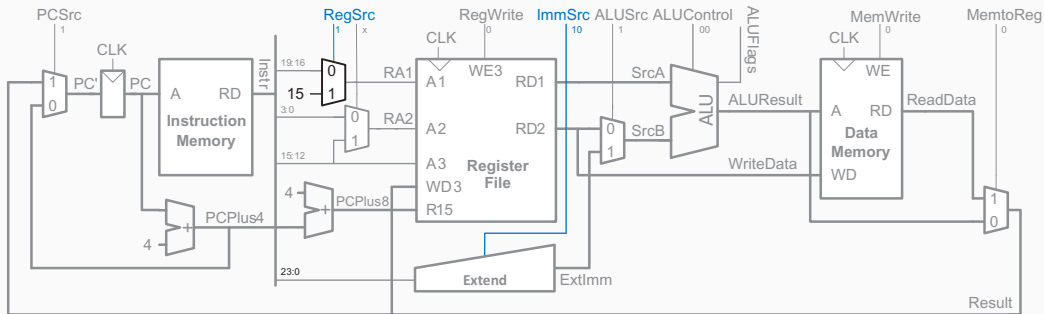 PCSrc RegSrc RegWrite ImmSrc ALUSrc ALUControl ALUFlags MemWrite MemtoReg
1 1 x 0 10 1 00 0 0
CLK CLK CLK
19:16 0 RA1 A1 WE3 RD1 SrcA WE
1 PC' PC A RD Instr 15 1 ALUResult A RD ReadData
0 Instruction 3:0 0 RA2 A2 RD2 0 SrcB ALU Data
Memory 1 1 Memory
15:12 A3 Register WriteData WD
4 WD3 File 1
PCPlus4 + PCPlus8 R15 0
4 +
23:0 Extend ExtImm
Result